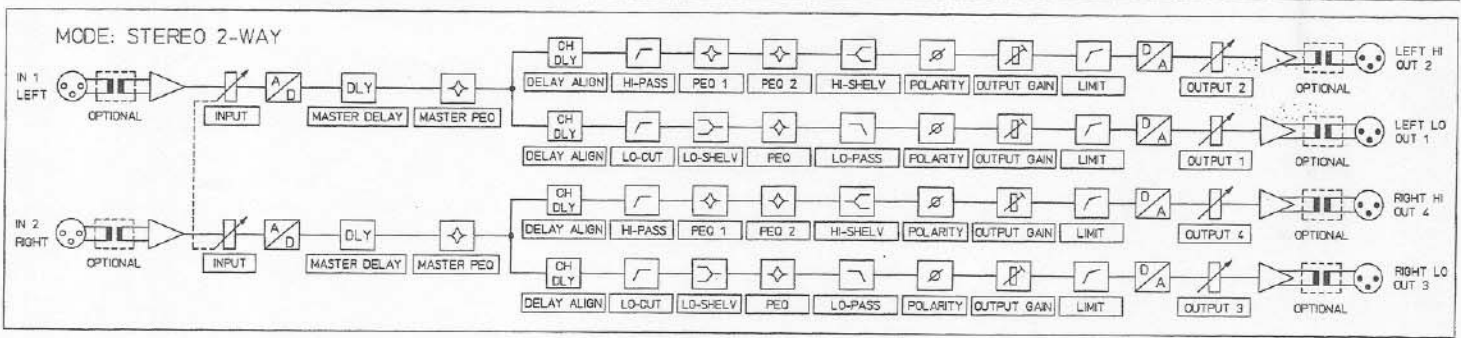 MODE: STEREO 2-WAY
IN 1
LEFT
OPTIONAL
INPUT
A
D
DLY
MASTER DELAY
MASTER PEQ
CH
DLY
DELAY ALIGN
HI-PASS
PEQ 1
PEQ 2
HI-SHELV
POLARITY
OUTPUT GAIN
LIMIT
D
A
OUTPUT 2
OPTIONAL
LEFT HI
OUT 2
CH
DLY
DELAY ALIGN
LO-CUT
LO-SHELV
PEQ
LO-PASS
POLARITY
OUTPUT GAIN
LIMIT
D
A
OUTPUT 1
OPTIONAL
LEFT LO
OUT 1
IN 2
RIGHT
OPTIONAL
INPUT
A
D
DLY
MASTER DELAY
MASTER PEQ
CH
DLY
DELAY ALIGN
HI-PASS
PEQ 1
PEQ 2
HI-SHELV
POLARITY
OUTPUT GAIN
LIMIT
D
A
OUTPUT 4
OPTIONAL
RIGHT HI
OUT 4
CH
DLY
DELAY ALIGN
LO-CUT
LO-SHELV
PEQ
LO-PASS
POLARITY
OUTPUT GAIN
LIMIT
D
A
OUTPUT 3
OPTIONAL
RIGHT LO
OUT 3